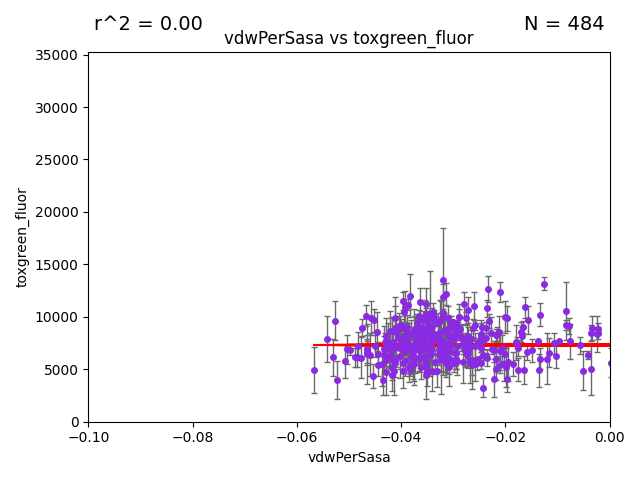 r^2 = 0.00
N = 484
vdwPerSasa vs toxgreen_fluor
35000
30000
25000
20000
15000
10000
5000
0
toxgreen_fluor
−0.10
−0.08
−0.06
−0.04
−0.02
0.00
vdwPerSasa